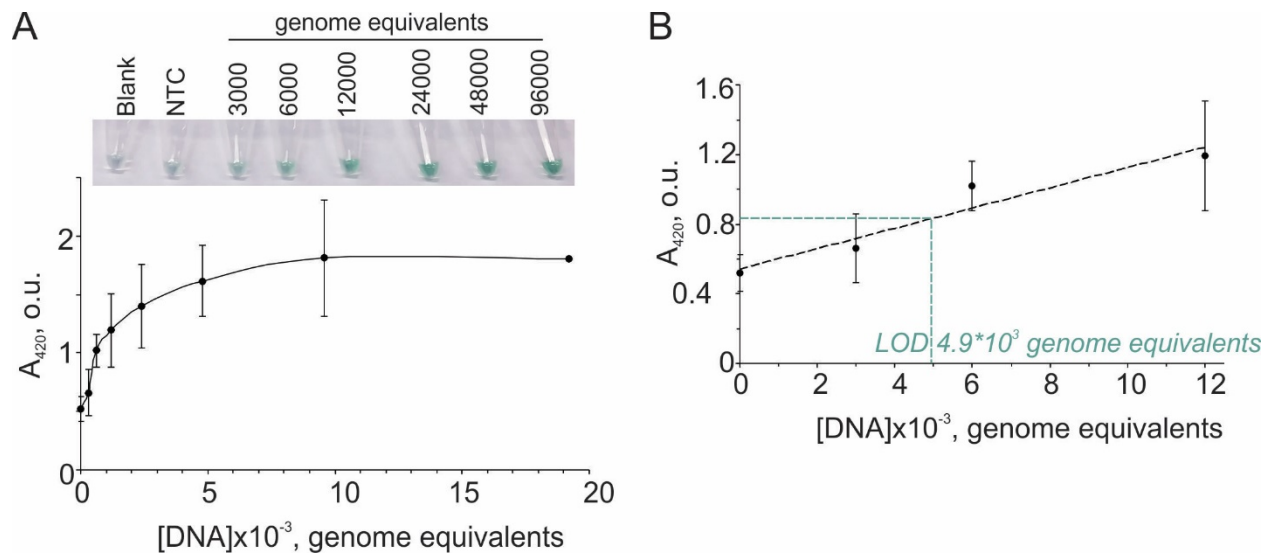 A
genome equivalents
Blank
NTC
3000
6000
12000
24000
48000
96000
A₄₂₀, o.u.
2
1
0
0 5 10 15 20
[DNA]x10⁻³, genome equivalents
B
A₄₂₀, o.u.
1.6
1.2
0.8
0.4
0
LOD 4.9*10³ genome equivalents
0 2 4 6 8 10 12
[DNA]x10⁻³, genome equivalents